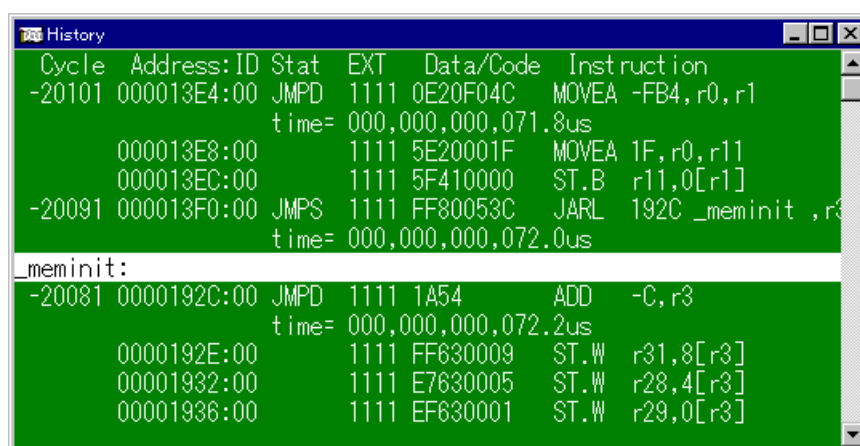 History
Cycle Address:ID Stat EXT Data/Code Instruction
-20101 000013E4:00 JMPD 1111 0E20F04C MOVEA -FB4,r0,r1
time= 000,000,000,071.8us
000013E8:00 1111 5E20001F MOVEA 1F,r0,r11
000013EC:00 1111 5F410000 ST.B r11,0[r1]
-20091 000013F0:00 JMPS 1111 FF80053C JARL 192C _meminit ,r3
time= 000,000,000,072.0us
_meminit:
-20081 0000192C:00 JMPD 1111 1A54 ADD -C,r3
time= 000,000,000,072.2us
0000192E:00 1111 FF630009 ST.W r31,8[r3]
00001932:00 1111 E7630005 ST.W r28,4[r3]
00001936:00 1111 EF630001 ST.W r29,0[r3]